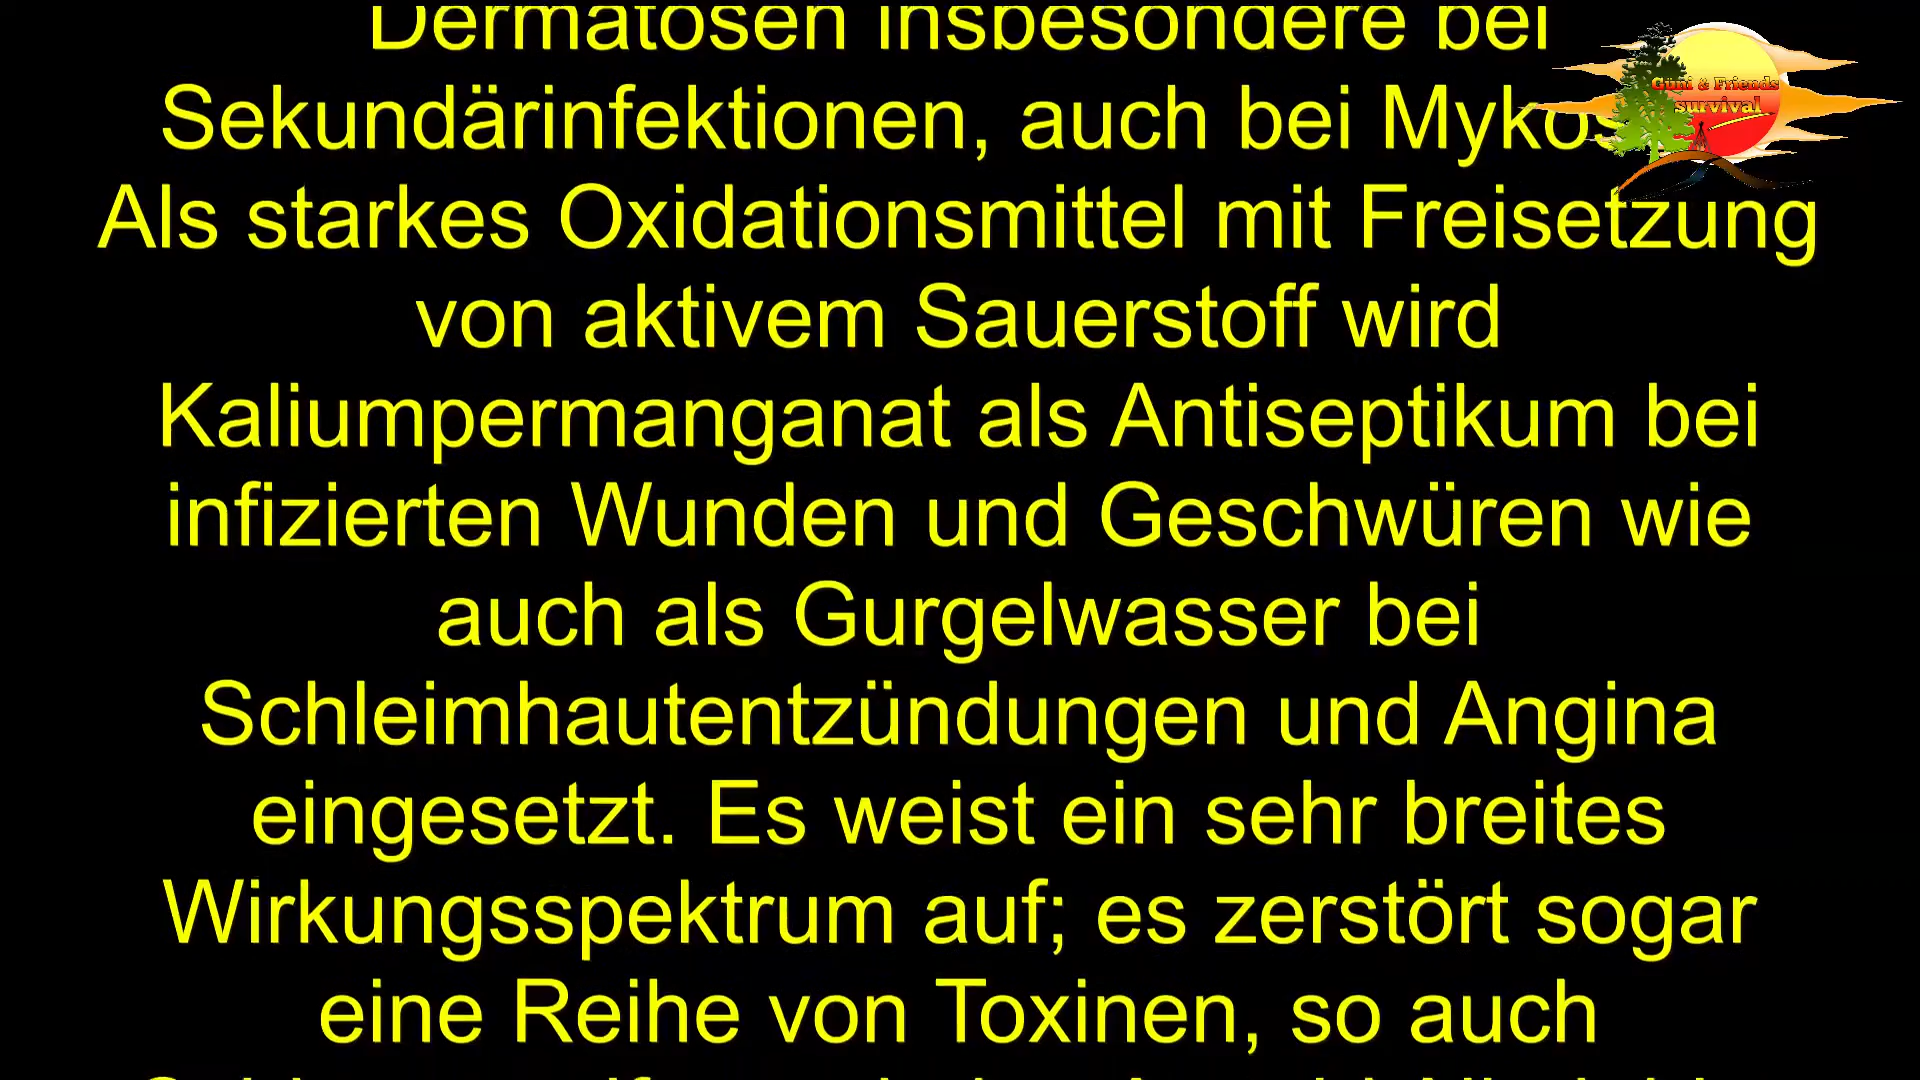 Dermatosen insbesondere bei
Güni & Friends
survival
Sekundärinfektionen, auch bei
Als starkes Oxidationsmittel mit Freisetzung
von aktivem Sauerstoff wird
Kaliumpermanganat als Antiseptikum bei
infizierten Wunden und Geschwüren wie
auch als Gurgelwasser bei
Schleimhautentzündungen und Angina
eingesetzt. Es weist ein sehr breites
Wirkungsspektrum auf; es zerstört sogar
eine Reihe von Toxinen, so auch